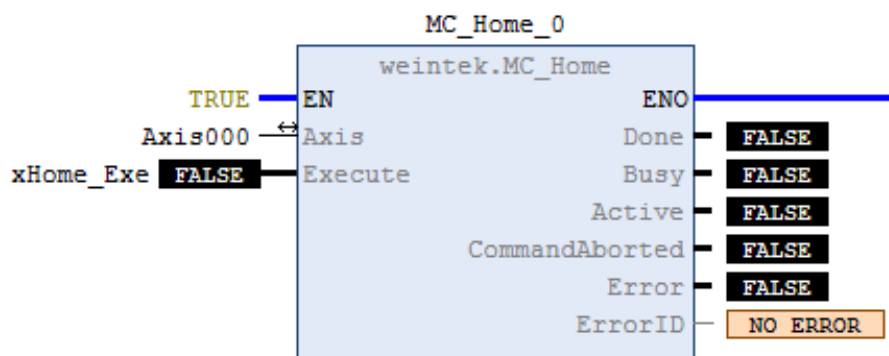 MC_Home_0
weintek.MC_Home
TRUE EN ENO
Axis000 Axis Done FALSE
xHome_Exe FALSE Execute Busy FALSE
Active FALSE
CommandAborted FALSE
Error FALSE
ErrorID NO ERROR